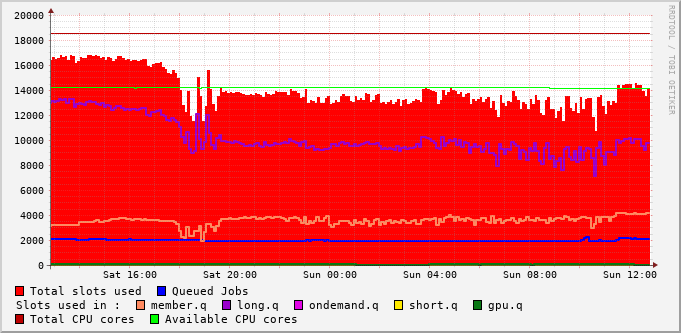 20000
18000
16000
14000
12000
10000
8000
6000
4000
2000
0
Sat 16:00 Sat 20:00 Sun 00:00 Sun 04:00 Sun 08:00 Sun 12:00
RRDTOOL / TOBI OETIKER
Total slots used Queued Jobs
Slots used in : member.q long.q ondemand.q short.q gpu.q
Total CPU cores Available CPU cores